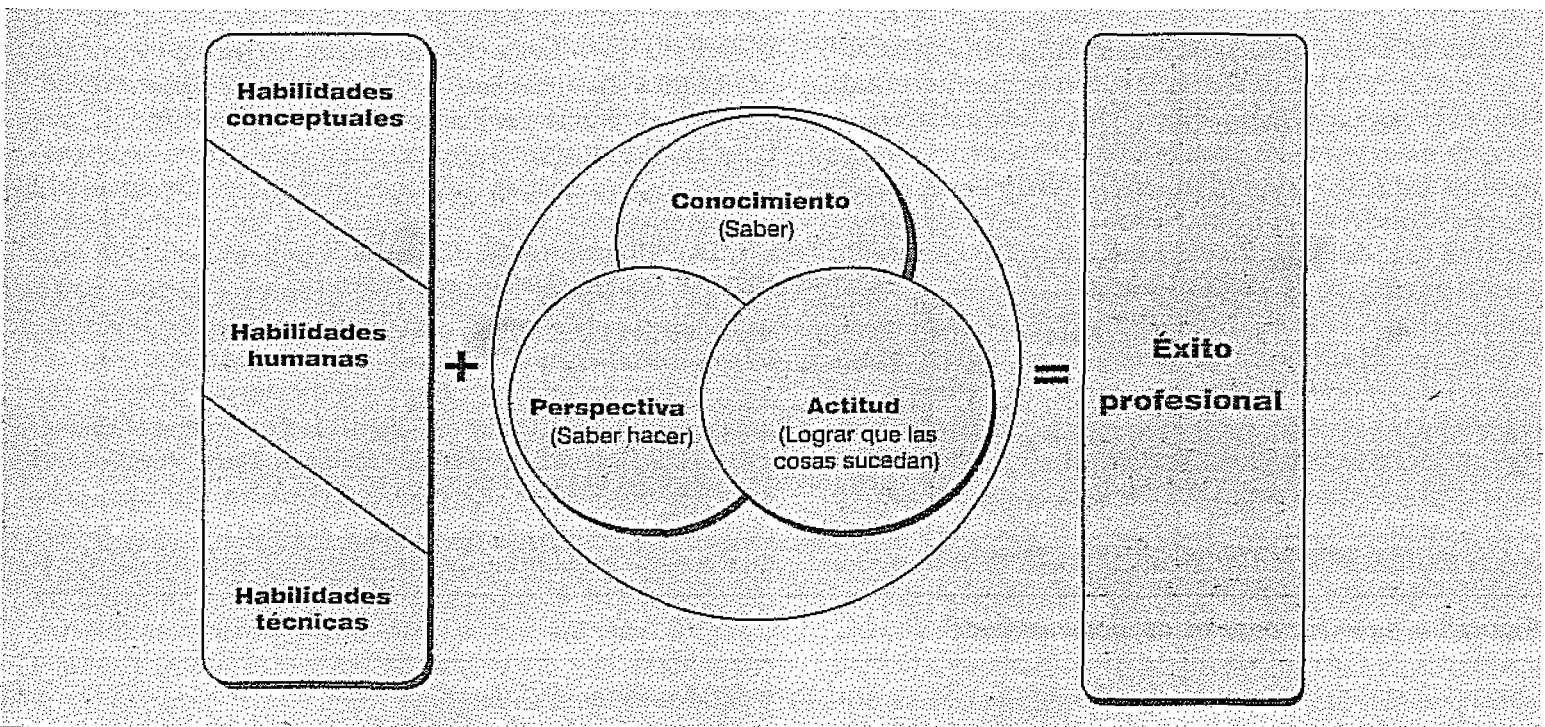 Habilidades
conceptuales
Habilidades
humanas
Habilidades
técnicas
+
Conocimiento
(Saber)
Perspectiva
(Saber hacer)
Actitud
(Lograr que las
cosas sucedan)
=
Éxito
profesional